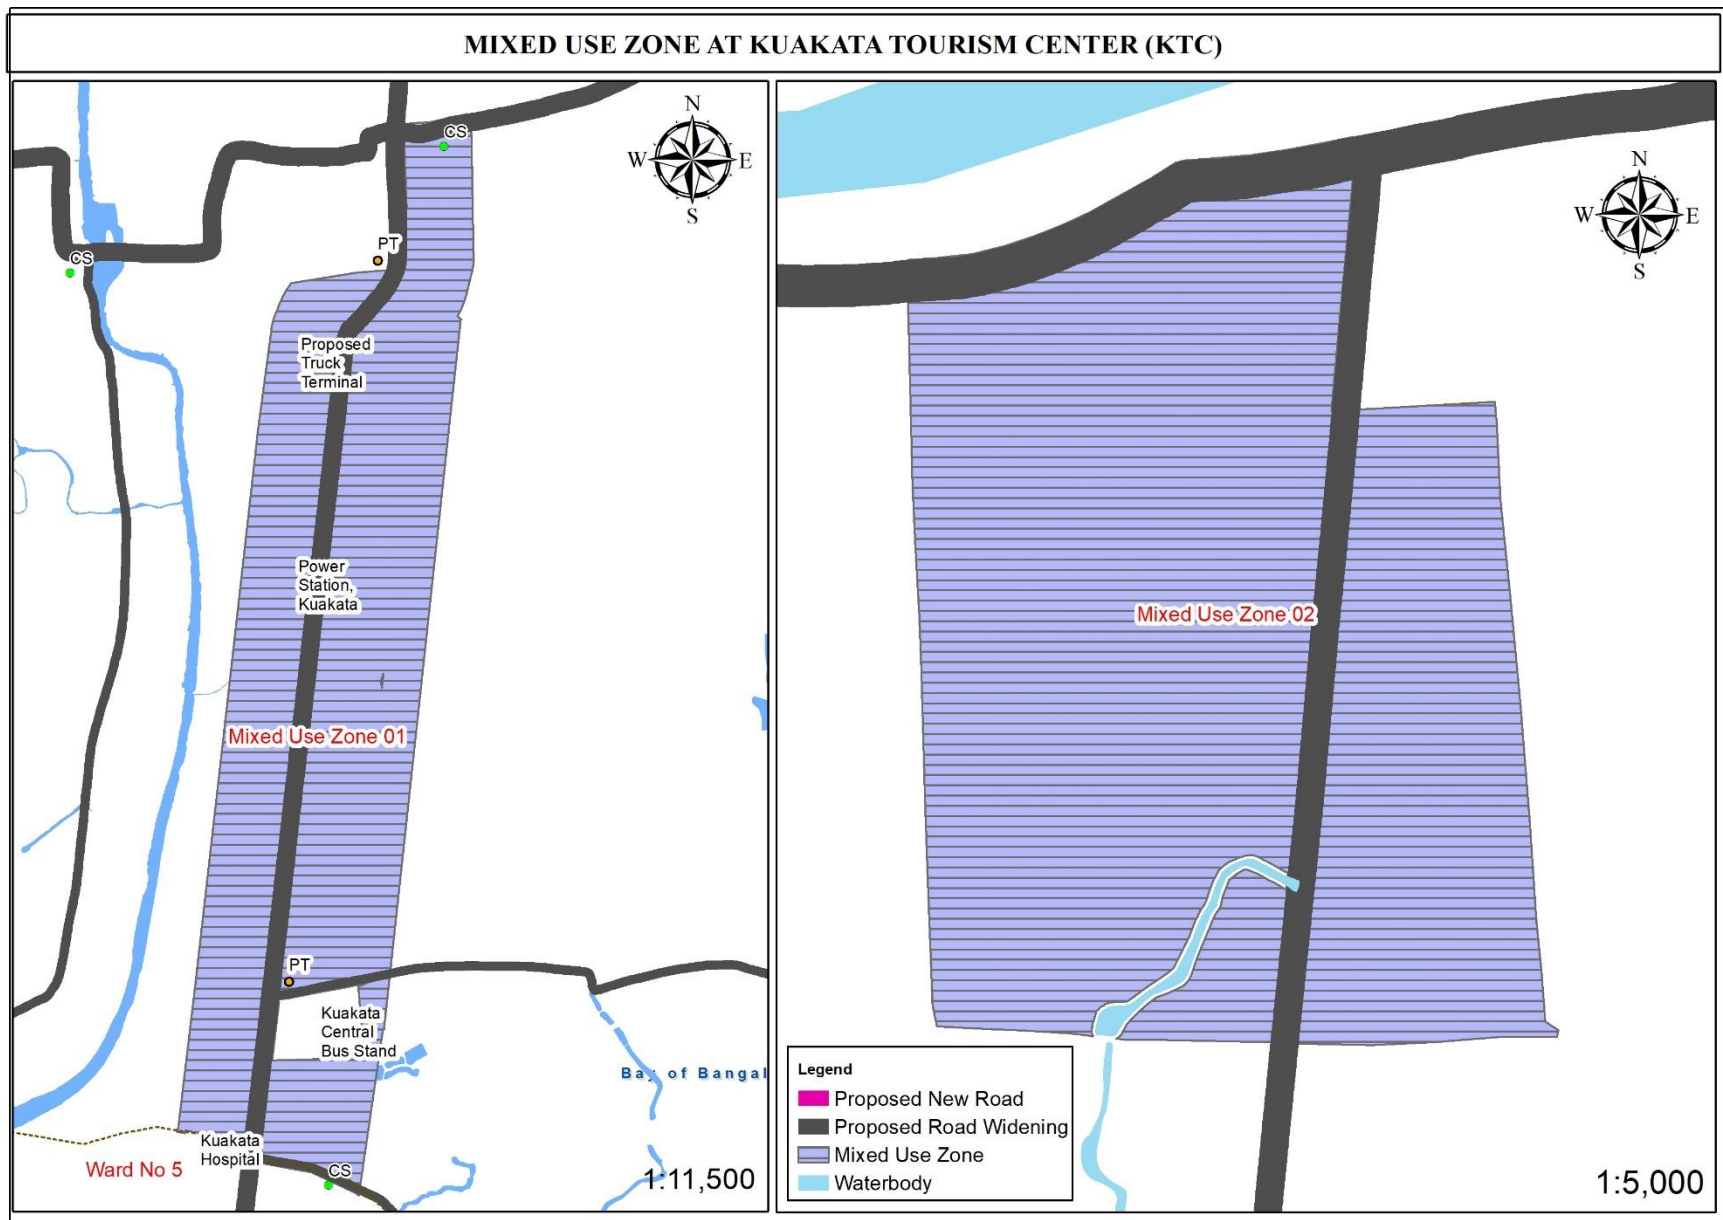 MIXED USE ZONE AT KUAKATA TOURISM CENTER (KTC)
CS
N
W E
S
PT
CS
Proposed
Truck
Terminal
Power
Station,
Kuakata
Mixed Use Zone 01
PT
Kuakata
Central
Bus Stand
Bay of Bangal
Kuakata
Hospital
Ward No 5
CS
1:11,500
N
W E
S
Mixed Use Zone 02
Legend
Proposed New Road
Proposed Road Widening
Mixed Use Zone
Waterbody
1:5,000